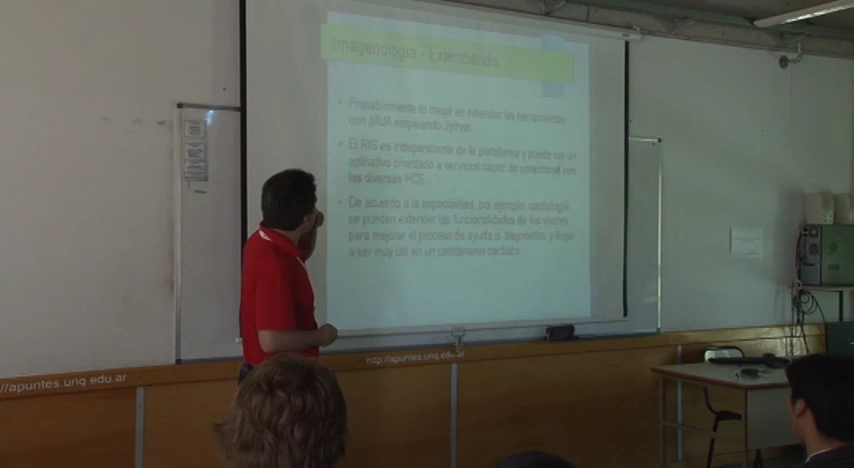 Imagenología - Extendiendo
• Probablemente lo mejor es extender las herramientas
con JAVA empleando Jython.
• El RIS es independiente de la plataforma y puede ser un
aplicativo orientado a servicios capaz de conectarse con
las diversas HCE.
• De acuerdo a la especialidad, por ejemplo, cardiología,
se pueden extender las funcionalidades de los visores
para mejorar el proceso de ayuda al diagnóstico y llegar
a ser muy útil en un cateterismo cardíaco.
//apuntes.unq.edu.ar
http://apuntes.unq.edu.ar